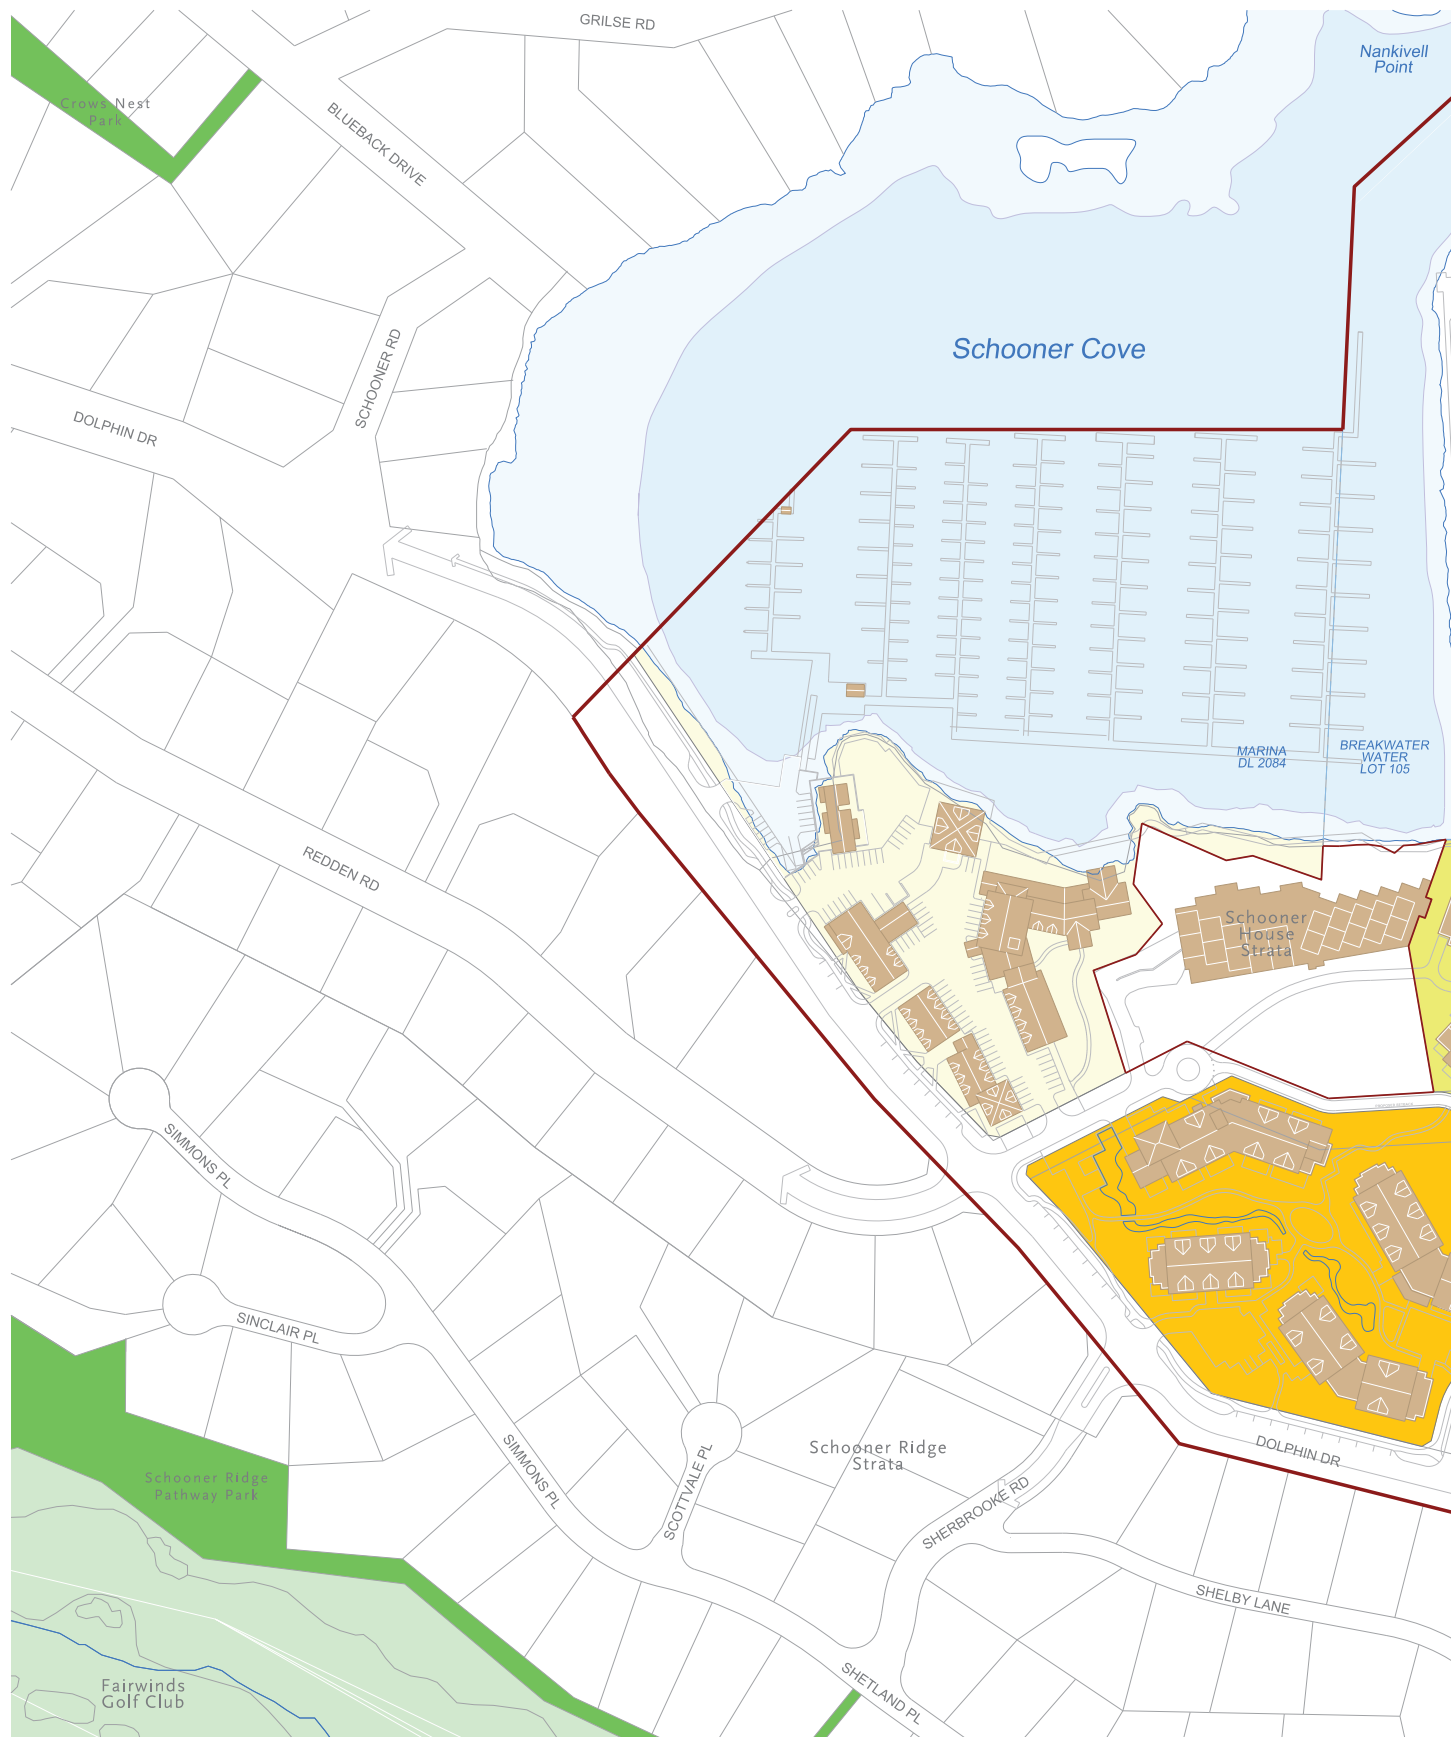 GRILSE RD
Nankivell
Point
Crows Nest
Park
BLUEBACK DRIVE
Schooner Cove
SCHOONER RD
DOLPHIN DR
MARINA
DL 2084
BREAKWATER
WATER
LOT 105
REDDEN RD
Schooner
House
Strata
SIMMONS PL
SINCLAIR PL
Schooner Ridge
Strata
DOLPHIN DR
SIMMONS PL
SCOTTVALE PL
Schooner Ridge
Pathway Park
SHERBROOKE RD
SHELBY LANE
Fairwinds
Golf Club
SHETLAND PL